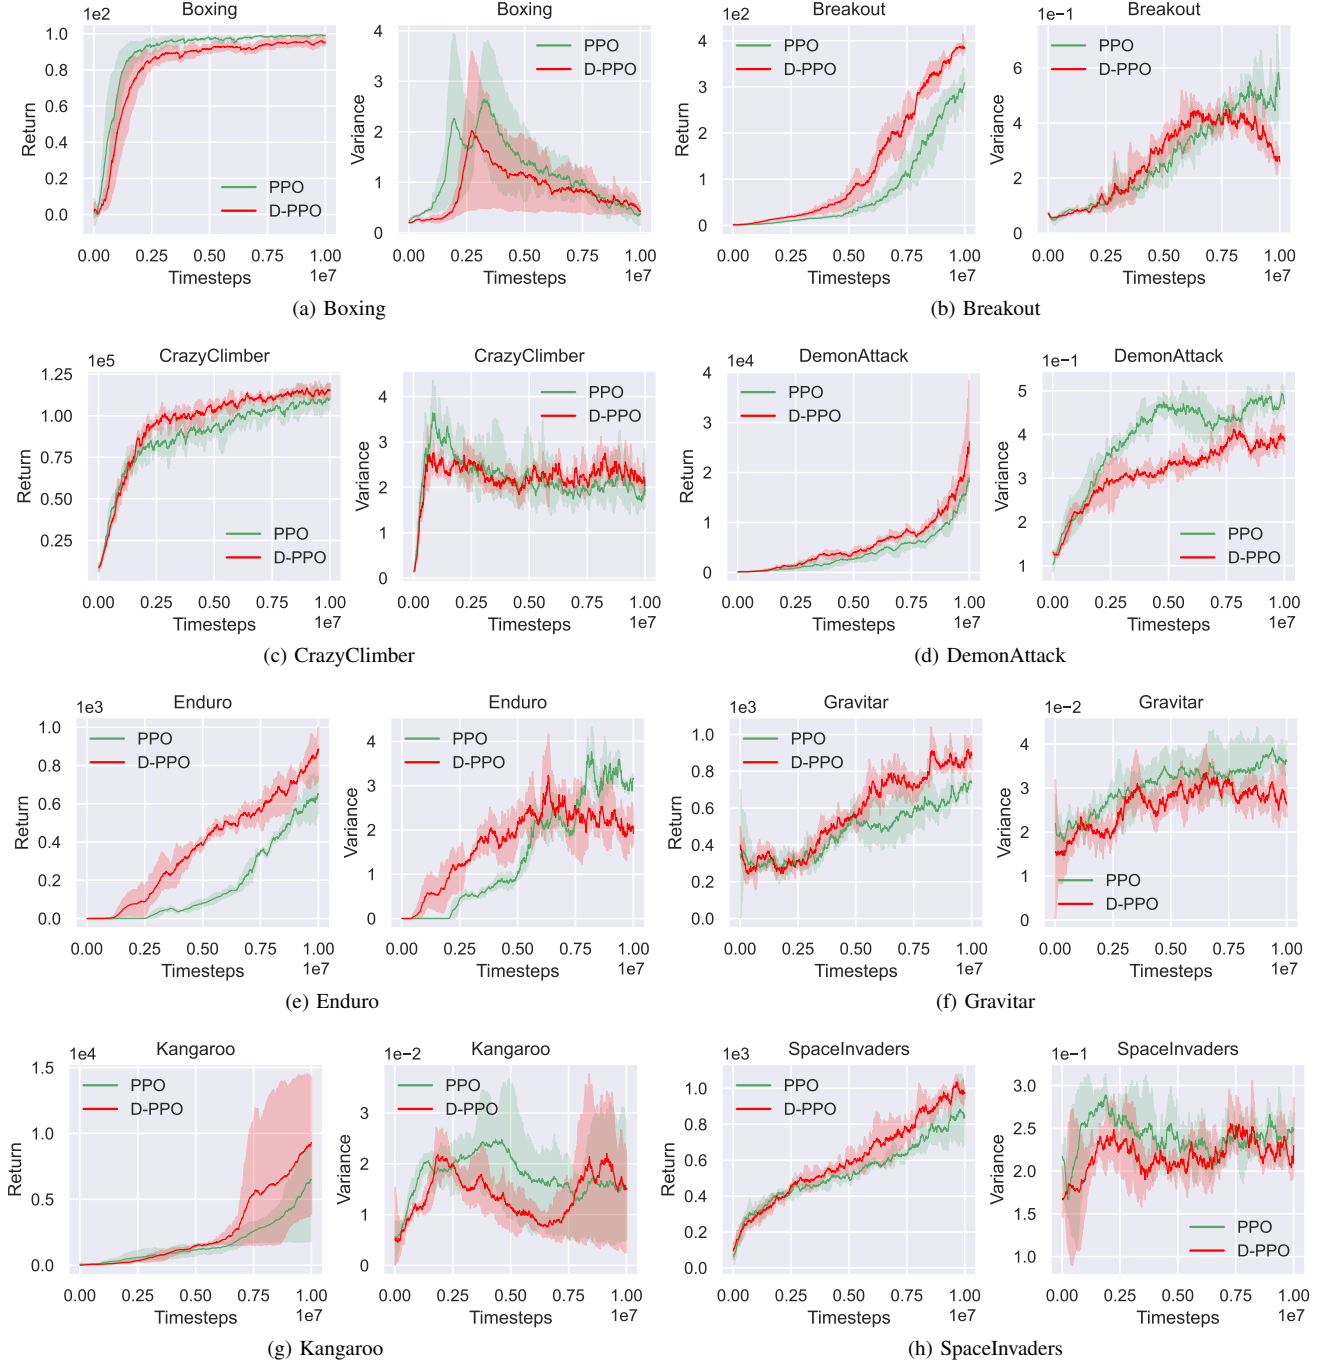 Boxing
1e2
Return
1.0
0.8
0.6
0.4
0.2
0.0
PPO
D-PPO
0.00 0.25 0.50 0.75 1.00
Timesteps 1e7
Boxing
Variance
4
3
2
1
0
PPO
D-PPO
0.00 0.25 0.50 0.75 1.00
Timesteps 1e7
(a) Boxing
Breakout
1e2
Return
4
3
2
1
0
PPO
D-PPO
0.00 0.25 0.50 0.75 1.00
Timesteps 1e7
Breakout
1e−1
Variance
6
4
2
0
PPO
D-PPO
0.00 0.25 0.50 0.75 1.00
Timesteps 1e7
(b) Breakout
CrazyClimber
1e5
Return
1.25
1.00
0.75
0.50
0.25
PPO
D-PPO
0.00 0.25 0.50 0.75 1.00
Timesteps 1e7
CrazyClimber
Variance
4
3
2
1
0
PPO
D-PPO
0.00 0.25 0.50 0.75 1.00
Timesteps 1e7
(c) CrazyClimber
DemonAttack
1e4
Return
4
3
2
1
0
PPO
D-PPO
0.00 0.25 0.50 0.75 1.00
Timesteps 1e7
DemonAttack
1e−1
Variance
5
4
3
2
1
PPO
D-PPO
0.00 0.25 0.50 0.75 1.00
Timesteps 1e7
(d) DemonAttack
Enduro
1e3
Return
1.0
0.8
0.6
0.4
0.2
0.0
PPO
D-PPO
0.00 0.25 0.50 0.75 1.00
Timesteps 1e7
Enduro
Variance
4
3
2
1
0
PPO
D-PPO
0.00 0.25 0.50 0.75 1.00
Timesteps 1e7
(e) Enduro
Gravitar
1e3
Return
1.0
0.8
0.6
0.4
0.2
0.0
PPO
D-PPO
0.00 0.25 0.50 0.75 1.00
Timesteps 1e7
Gravitar
1e−2
Variance
4
3
2
1
0
PPO
D-PPO
0.00 0.25 0.50 0.75 1.00
Timesteps 1e7
(f) Gravitar
Kangaroo
1e4
Return
1.5
1.0
0.5
0.0
PPO
D-PPO
0.00 0.25 0.50 0.75 1.00
Timesteps 1e7
Kangaroo
1e−2
Variance
3
2
1
0
PPO
D-PPO
0.00 0.25 0.50 0.75 1.00
Timesteps 1e7
(g) Kangaroo
SpaceInvaders
1e3
Return
1.0
0.8
0.6
0.4
0.2
0.0
PPO
D-PPO
0.00 0.25 0.50 0.75 1.00
Timesteps 1e7
SpaceInvaders
1e−1
Variance
3.0
2.5
2.0
1.5
1.0
PPO
D-PPO
0.00 0.25 0.50 0.75 1.00
Timesteps 1e7
(h) SpaceInvaders